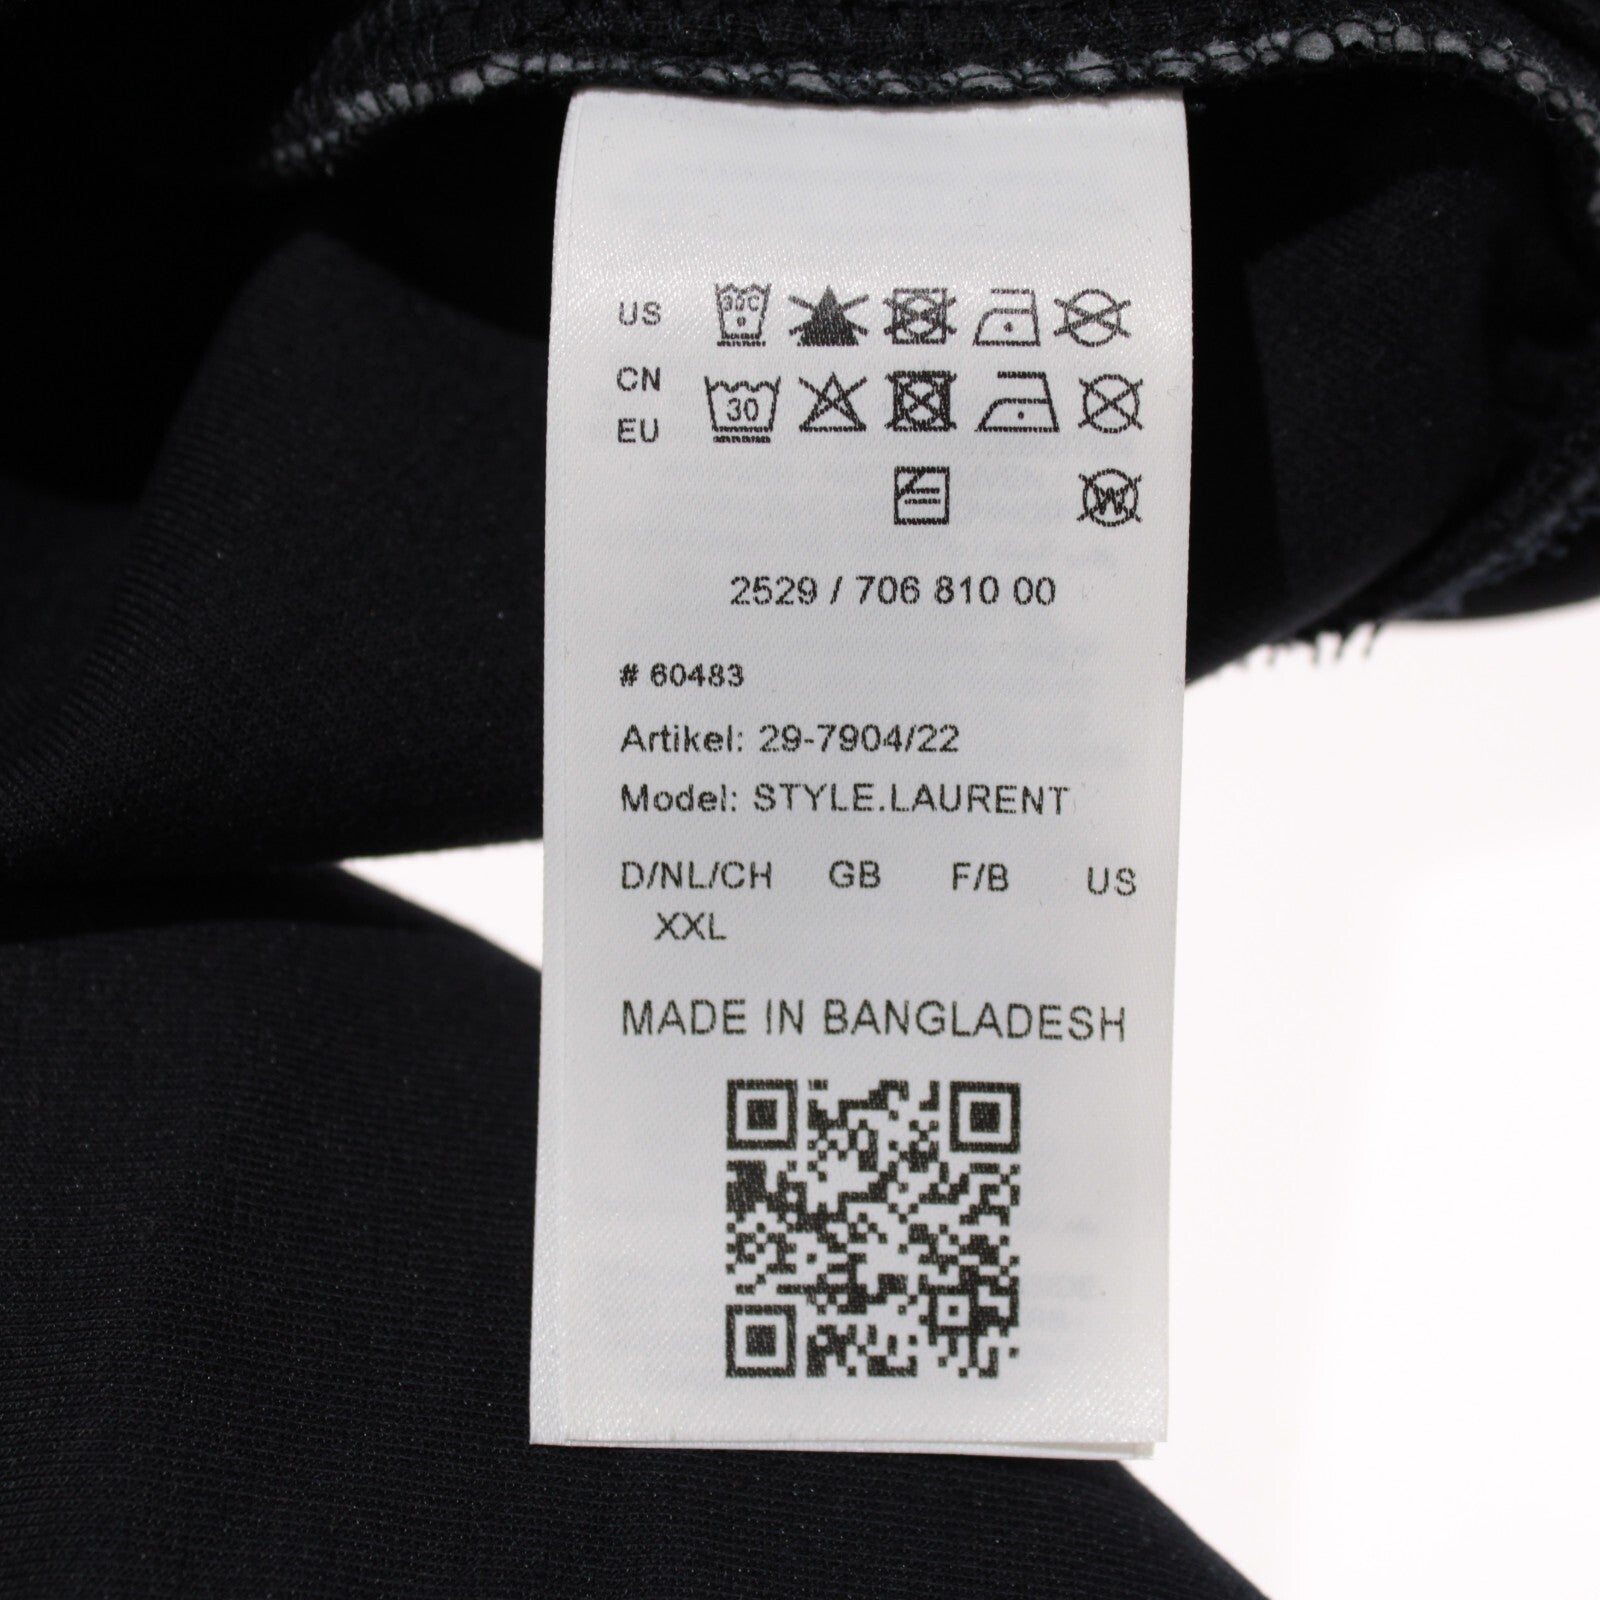 US 30C
CN
EU 30
W
2529 / 706 810 00
# 60483
Artikel: 29-7904/22
Model: STYLE.LAURENT
D/NL/CH GB F/B US
XXL
MADE IN BANGLADESH